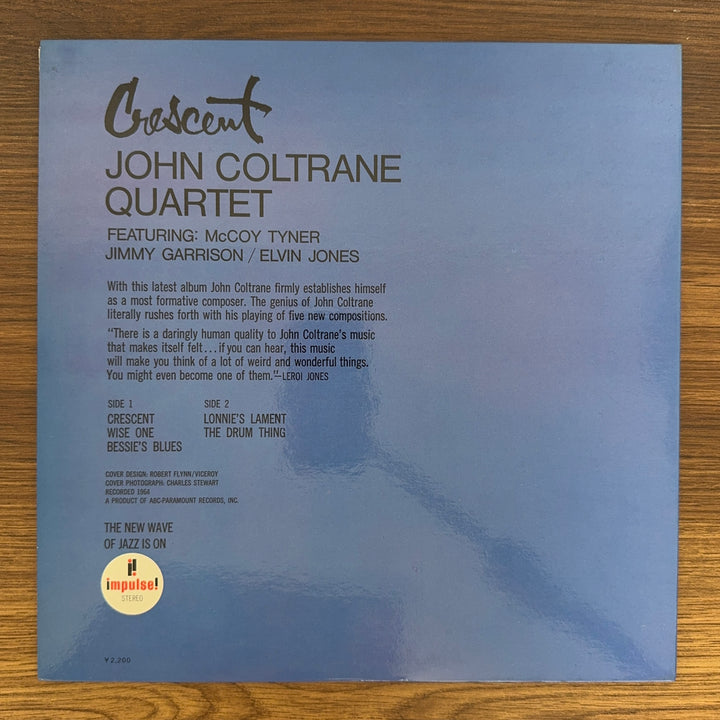 Crescent
JOHN COLTRANE
QUARTET
FEATURING: McCOY TYNER
JIMMY GARRISON / ELVIN JONES
With this latest album John Coltrane firmly establishes himself
as a most formative composer. The genius of John Coltrane
literally rushes forth with his playing of five new compositions.
"There is a daringly human quality to John Coltrane's music
that makes itself felt...if you can hear, this music
will make you think of a lot of weird and wonderful things.
You might even become one of them."—LEROI JONES
SIDE 1
CRESCENT
WISE ONE
BESSIE'S BLUES
SIDE 2
LONNIE'S LAMENT
THE DRUM THING
COVER DESIGN: ROBERT FLYNN/VICEROY
COVER PHOTOGRAPH: CHARLES STEWART
RECORDED 1964
A PRODUCT OF ABC-PARAMOUNT RECORDS, INC.
THE NEW WAVE
OF JAZZ IS ON
i!
impulse!
STEREO
¥2,200